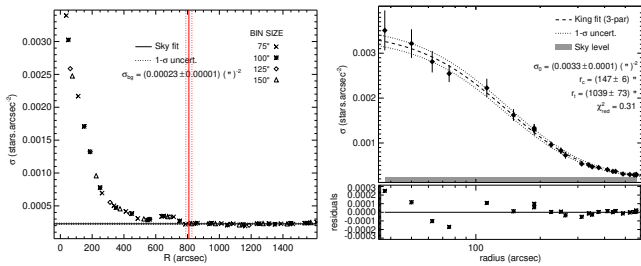 0.0035
0.0030
0.0025
0.0020
0.0015
0.0010
0.0005
σ (stars.arcsec⁻²)
Sky fit
1-σ uncert.
σbg = (0.00023±0.00001) (")⁻²
BIN SIZE
75"
100"
125"
150"
0 200 400 600 800 1000 1200 1400
R (arcsec)
0.004
0.003
0.002
0.001
σ (stars.arcsec⁻²)
King fit (3-par)
1-σ uncert.
Sky level
σ₀ =(0.0033±0.0001) (")⁻²
rc =(147± 6) "
rt =(1039± 73) "
χ²red = 0.31
0.0003
0.0002
0.0001
0.0000
-0.0001
-0.0002
-0.0003
residuals
100
radius (arcsec)